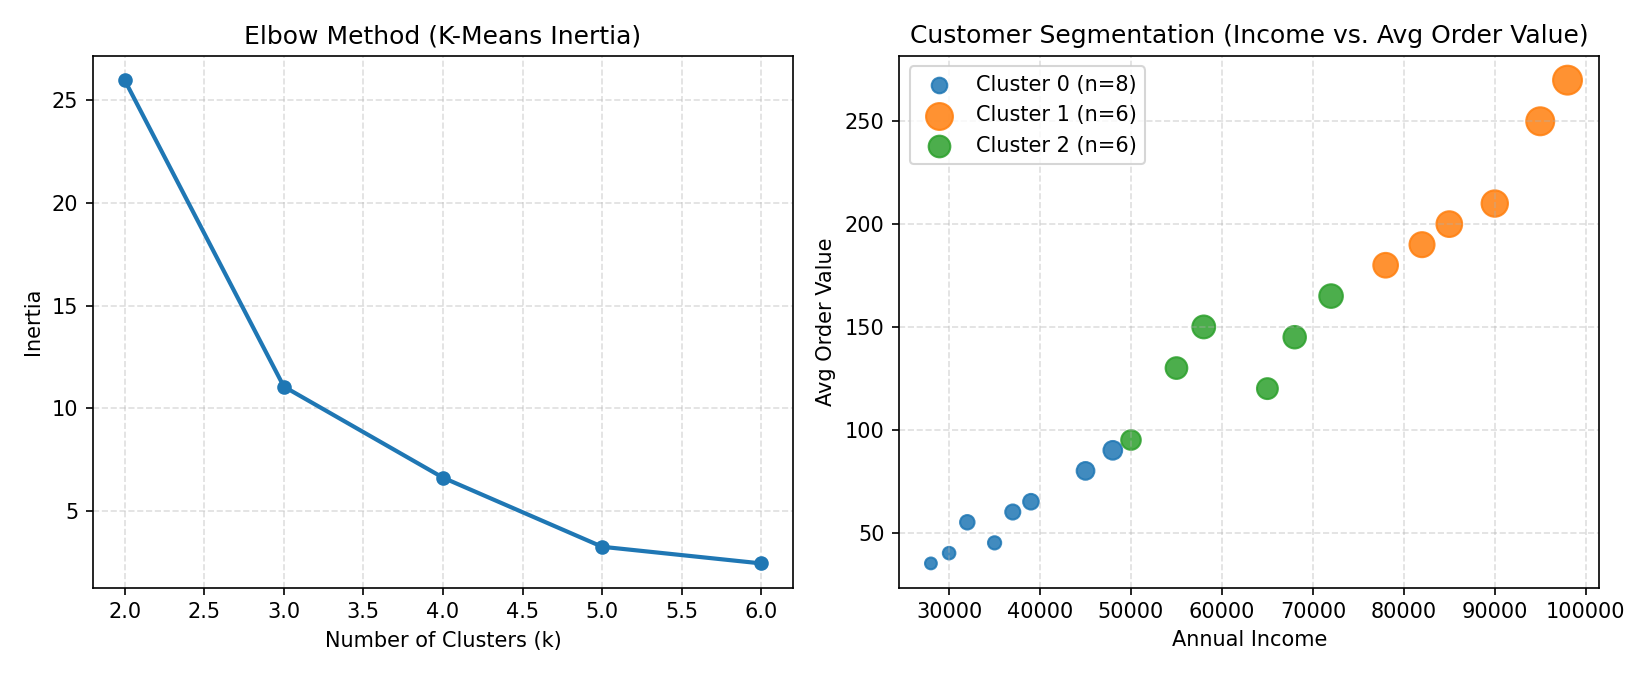 Elbow Method (K-Means Inertia)
25
20
15
10
5
Inertia
2.0 2.5 3.0 3.5 4.0 4.5 5.0 5.5 6.0
Number of Clusters (k)
Customer Segmentation (Income vs. Avg Order Value)
Cluster 0 (n=8)
Cluster 1 (n=6)
Cluster 2 (n=6)
250
200
150
100
50
Avg Order Value
30000 40000 50000 60000 70000 80000 90000 100000
Annual Income